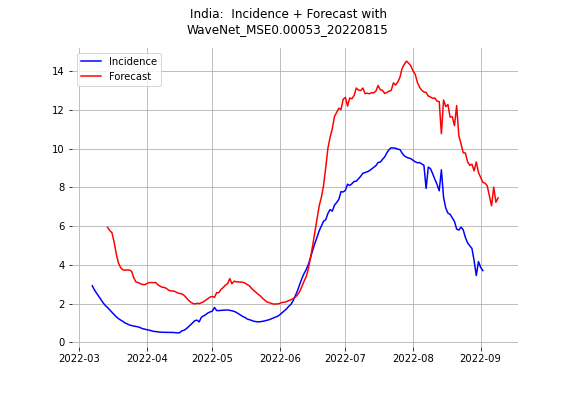 India:  Incidence + Forecast with
WaveNet_MSE0.00053_20220815
Incidence
Forecast
14
12
10
8
6
4
2
0
2022-03 2022-04 2022-05 2022-06 2022-07 2022-08 2022-09